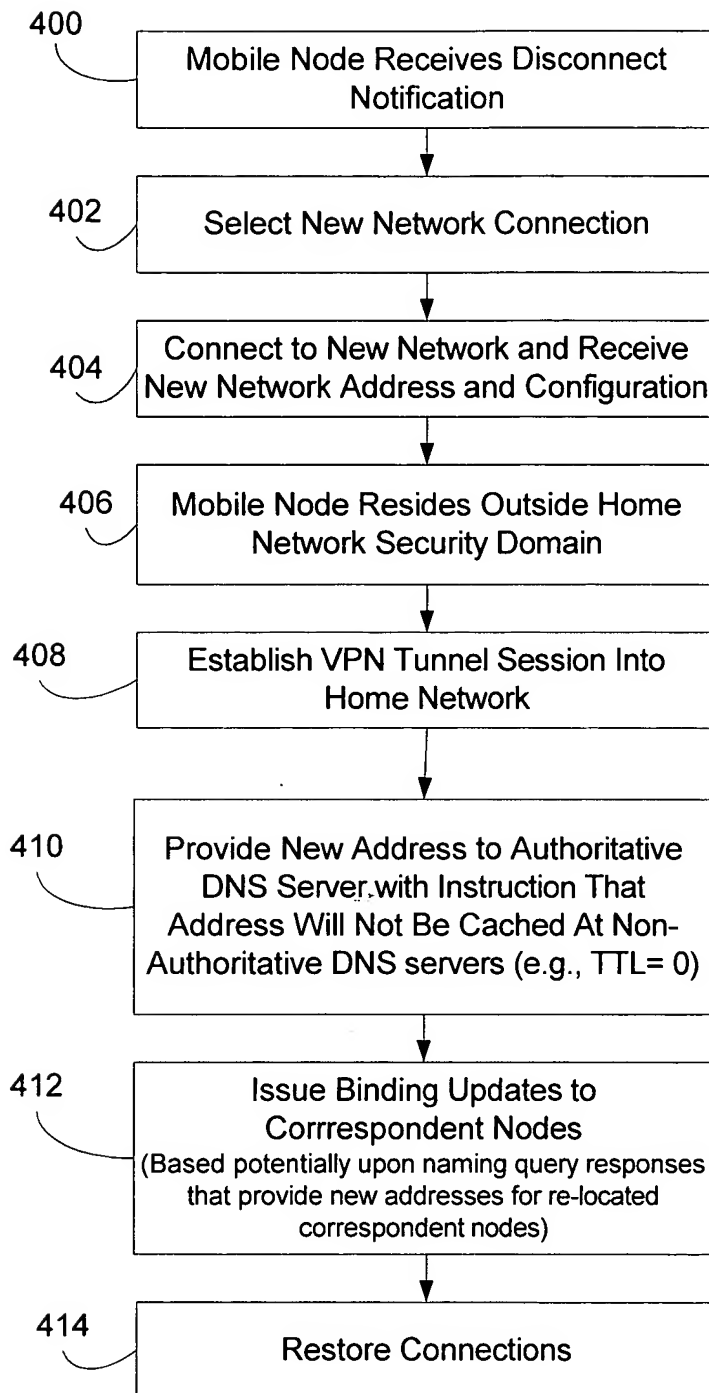 400
Mobile Node Receives Disconnect
Notification
402
Select New Network Connection
404
Connect to New Network and Receive
New Network Address and Configuration
406
Mobile Node Resides Outside Home
Network Security Domain
408
Establish VPN Tunnel Session Into
Home Network
410
Provide New Address to Authoritative
DNS Server with Instruction That
Address Will Not Be Cached At Non-
Authoritative DNS servers (e.g., TTL= 0)
412
Issue Binding Updates to
Corrrespondent Nodes
(Based potentially upon naming query responses
that provide new addresses for re-located
correspondent nodes)
414
Restore Connections